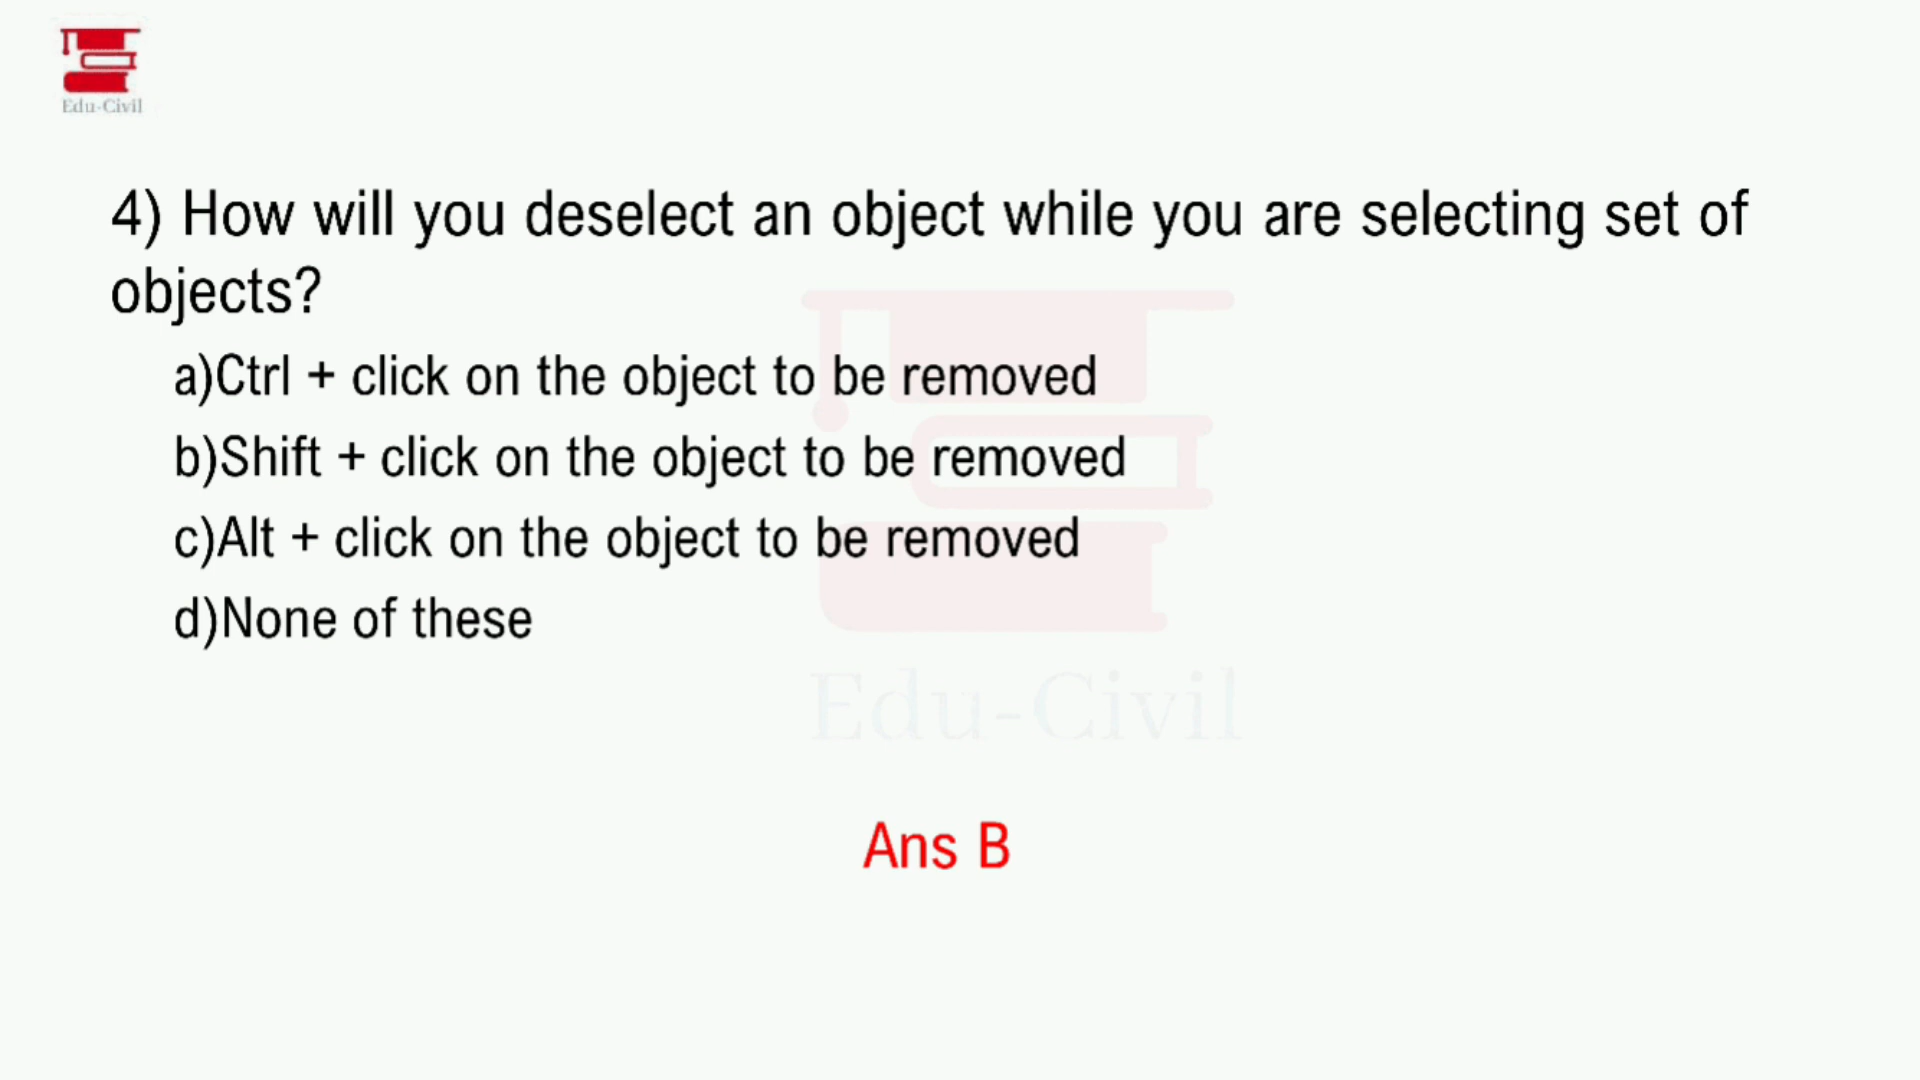 Edu-Civil
4) How will you deselect an object while you are selecting set of
objects?
a)Ctrl + click on the object to be removed
b)Shift + click on the object to be removed
c)Alt + click on the object to be removed
d)None of these
Edu-Civil
Ans B